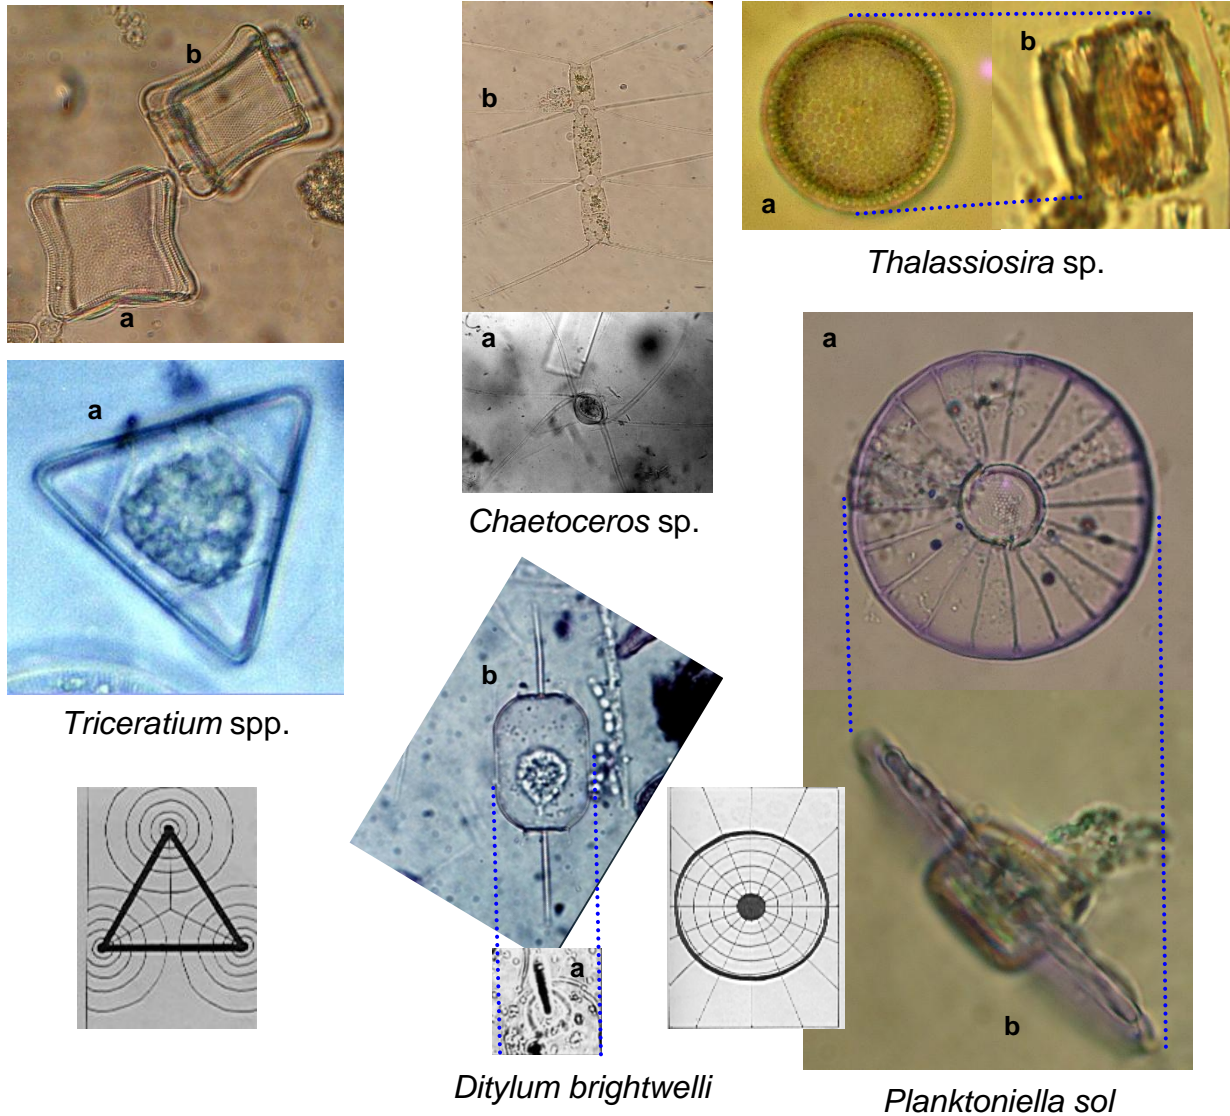 b
a
a
Triceratium spp.
b
a
Chaetoceros sp.
a
b
Thalassiosira sp.
b
a
Ditylum brightwelli
a
b
Planktoniella sol